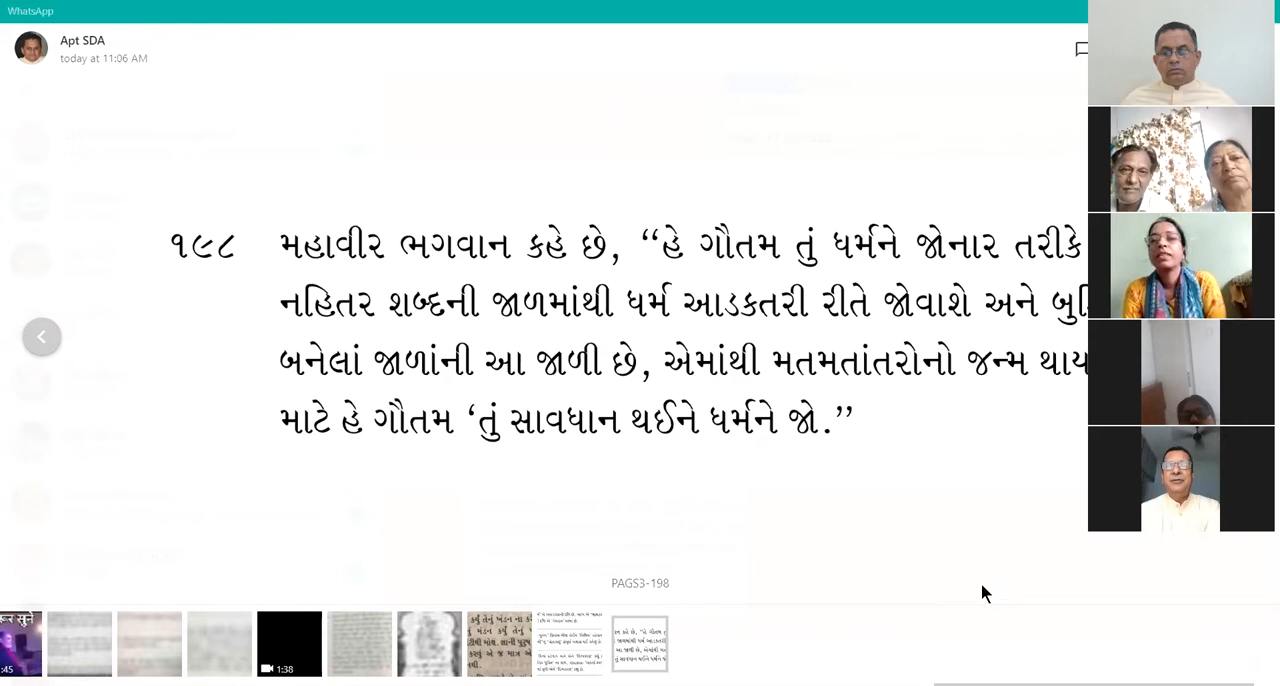 WhatsApp
Apt SDA
today at 11:06 AM
૧૯૮ મહાવીર ભગવાન કહે છે, “હે ગૌતમ તું ધર્મને જોનાર તરીકે
નહિતર શબ્દની જાળમાંથી ધર્મ આડકતરી રીતે જોવાશે અને
બનેલાં જાળાંની આ જાળી છે, એમાંથી મતમતાંતરોનો જન્મ થાય
માટે હે ગૌતમ ‘તું સાવધાન થઈને ધર્મને જો.”
PAGS3-198
:45
1:38